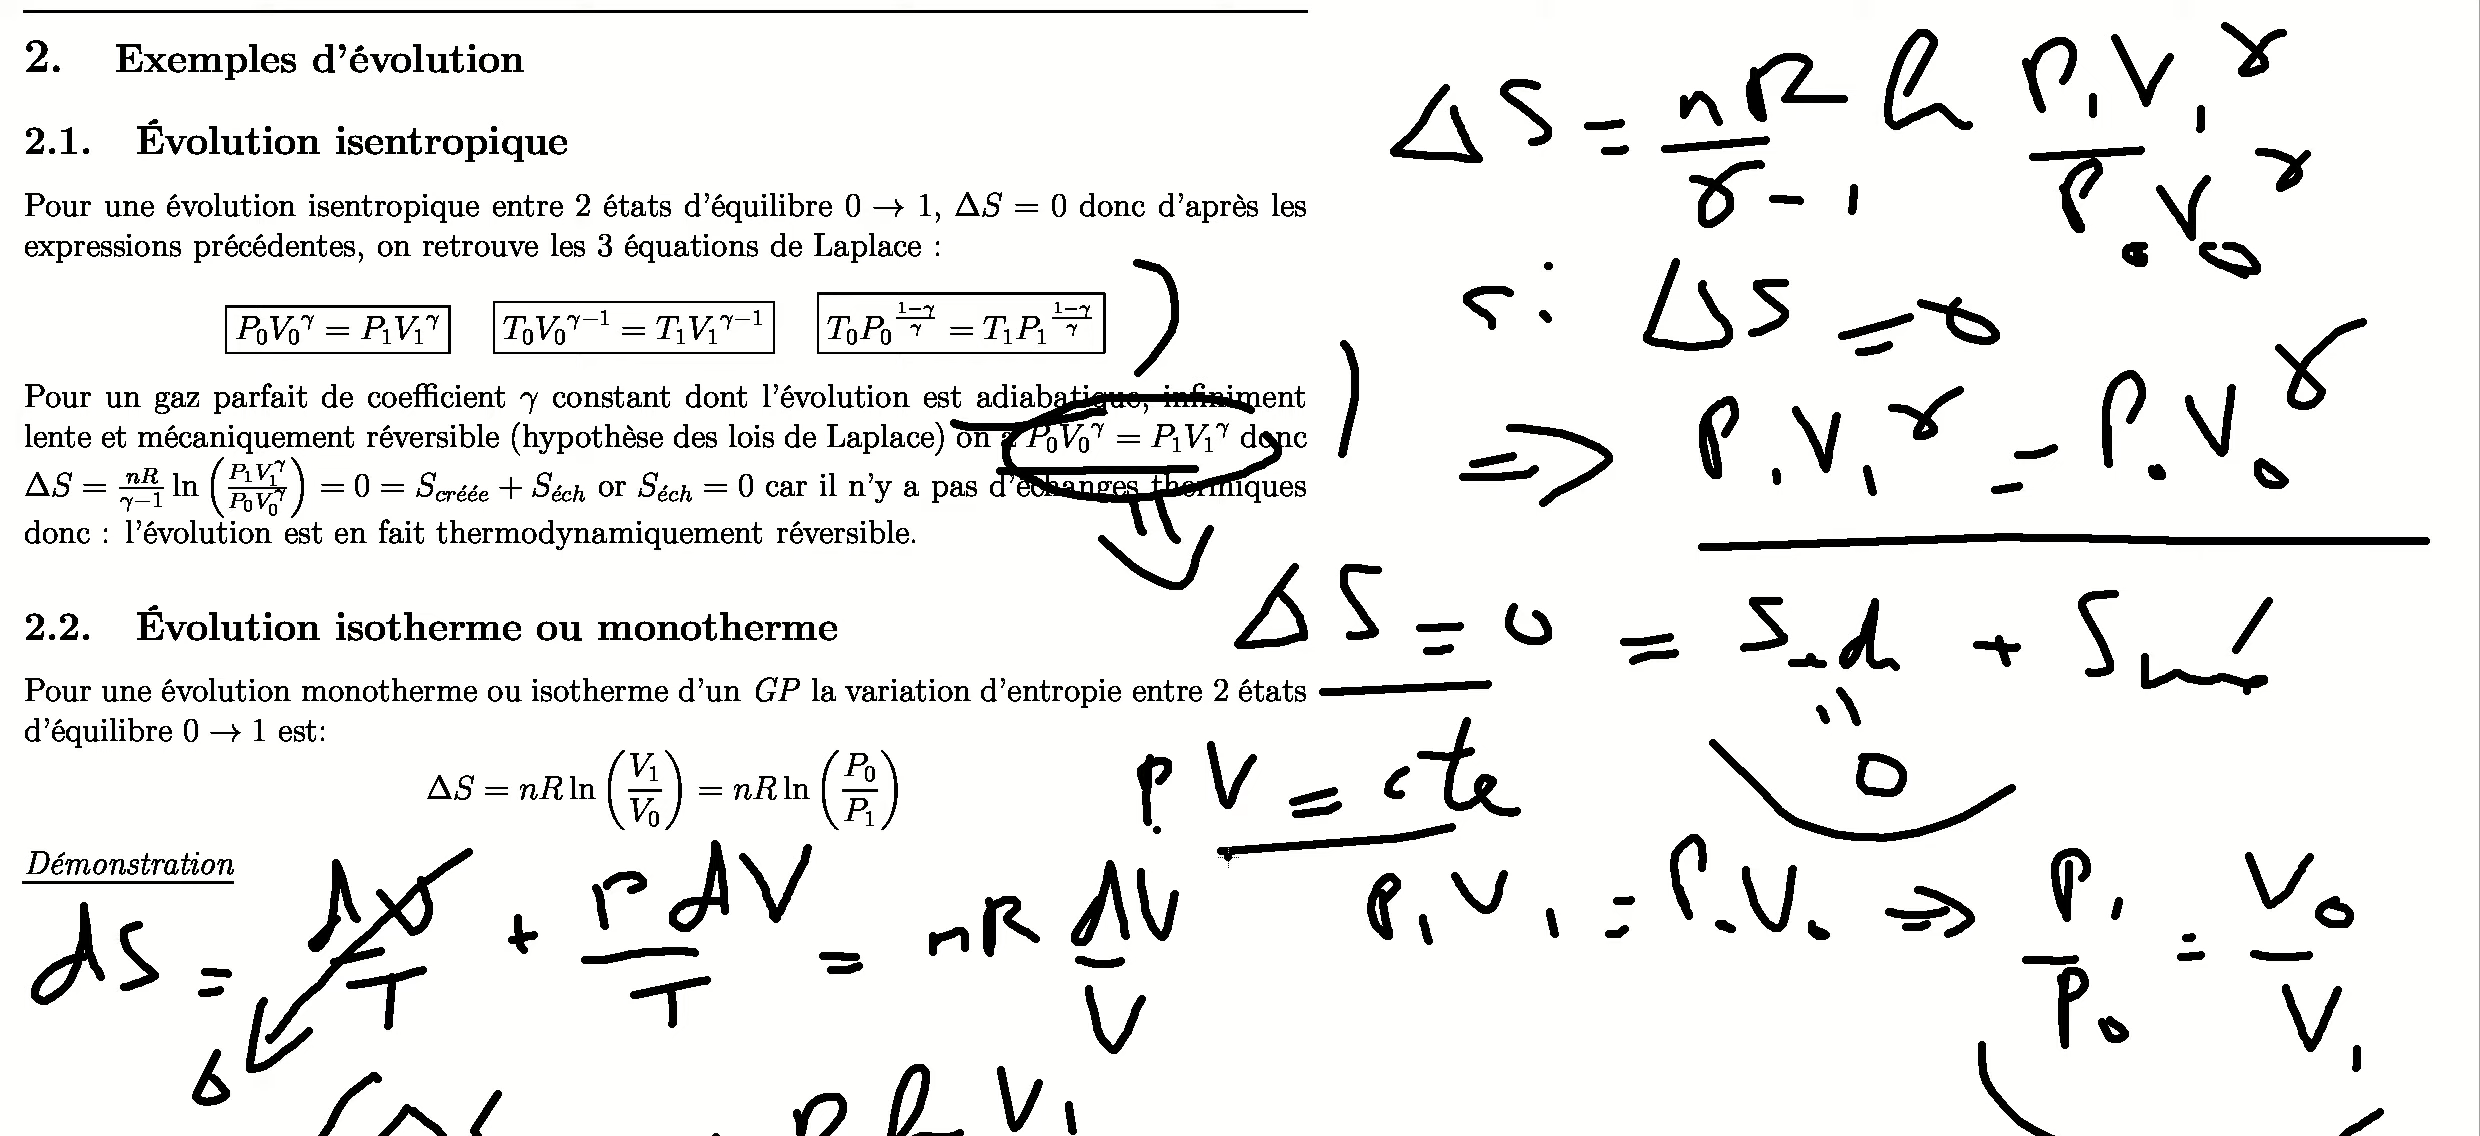 2. Exemples d'évolution
2.1. Évolution isentropique
Pour une évolution isentropique entre 2 états d'équilibre 0 → 1, ΔS = 0 donc d'après les
expressions précédentes, on retrouve les 3 équations de Laplace :
P₀V₀^γ = P₁V₁^γ T₀V₀^{γ−1} = T₁V₁^{γ−1} T₀P₀^{(1−γ)/γ} = T₁P₁^{(1−γ)/γ}
Pour un gaz parfait de coefficient γ constant dont l'évolution est adiabatique, infiniment
lente et mécaniquement réversible (hypothèse des lois de Laplace) on a P₀V₀^γ = P₁V₁^γ donc
ΔS = nR/(γ−1) ln (P₁V₁^γ / P₀V₀^γ) = 0 = S_créée + S_éch or S_éch = 0 car il n'y a pas d'échanges thermiques
donc : l'évolution est en fait thermodynamiquement réversible.
2.2. Évolution isotherme ou monotherme
Pour une évolution monotherme ou isotherme d'un GP la variation d'entropie entre 2 états
d'équilibre 0 → 1 est:
ΔS = nR ln (V₁/V₀) = nR ln (P₀/P₁)
Démonstration
dS = dU/T + P dV/T = nR dV/V
0
ΔS = nR/(γ−1) ln P₁V₁^γ / P₀V₀^γ
si ΔS = 0
⇒ P₁V₁^γ = P₀V₀^γ
ΔS = 0 = S_éch + S_créé
0
PV = cte
P₁V₁ = P₀V₀ ⇒ P₁/P₀ = V₀/V₁